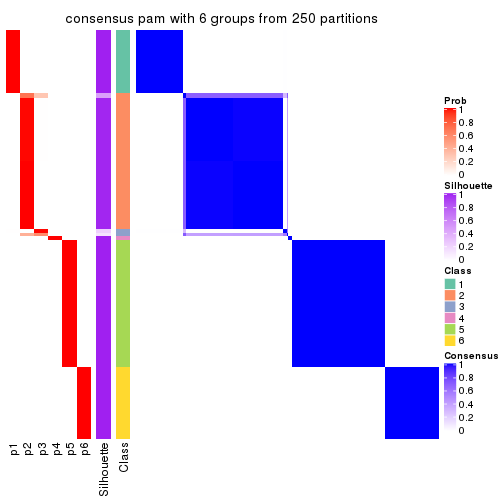 consensus pam with 6 groups from 250 partitions
Prob
1
0.8
0.6
0.4
0.2
0
Silhouette
1
0.8
0.6
0.4
0.2
0
Class
1
2
3
4
5
6
Consensus
1
0.8
0.6
0.4
0.2
0
p1
p2
p3
p4
p5
p6
Silhouette
Class